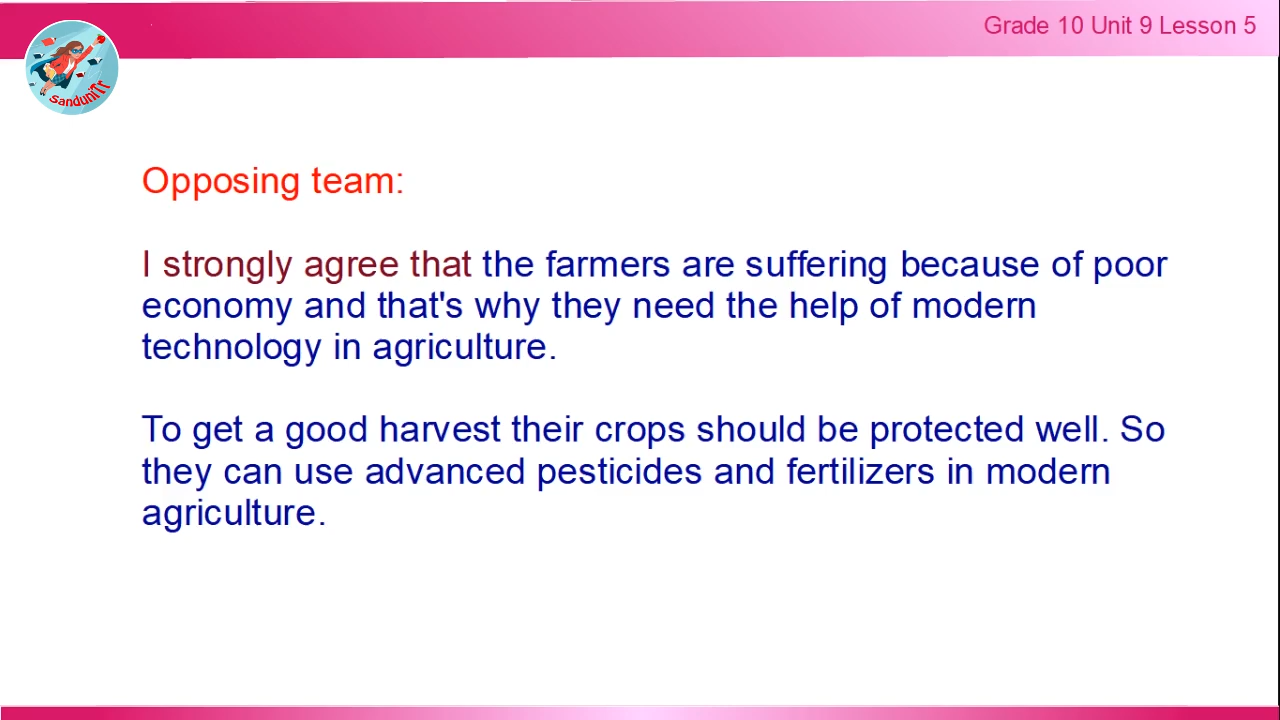 Grade 10 Unit 9 Lesson 5
SanduniTr
Opposing team:
I strongly agree that the farmers are suffering because of poor
economy and that's why they need the help of modern
technology in agriculture.
To get a good harvest their crops should be protected well. So
they can use advanced pesticides and fertilizers in modern
agriculture.